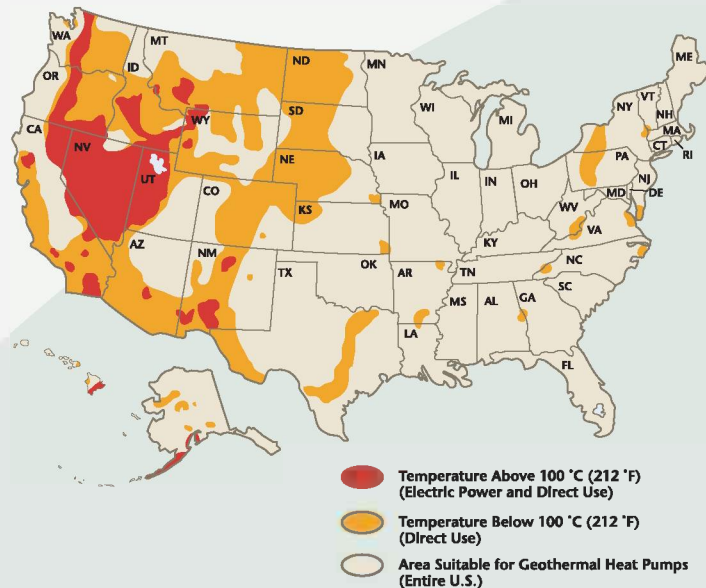 WA
MT
ME
ND
MN
OR
ID
VT
NY
NH
WI
SD
MI
WY
MA
CA
CT
RI
NV
IA
NE
PA
NJ
UT
IL
IN
OH
DE
MD
CO
WV
MO
KS
VA
KY
AZ
NM
NC
OK
TN
AR
TX
SC
MS
AL
GA
LA
FL
Temperature Above 100 °C (212 °F)
(Electric Power and Direct Use)
Temperature Below 100 °C (212 °F)
(Direct Use)
Area Suitable for Geothermal Heat Pumps
(Entire U.S.)